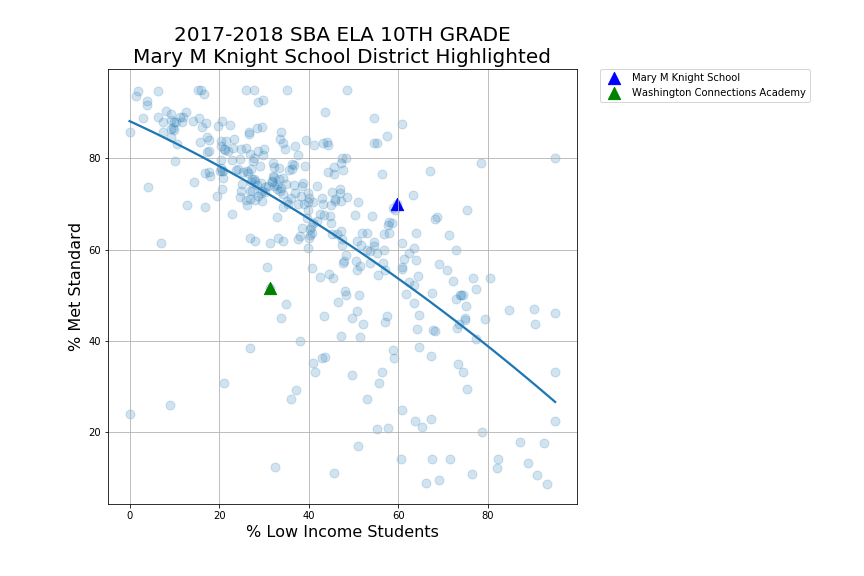 2017-2018 SBA ELA 10TH GRADE
Mary M Knight School District Highlighted
Mary M Knight School
Washington Connections Academy
% Met Standard
80
60
40
20
0
20
40
60
80
% Low Income Students